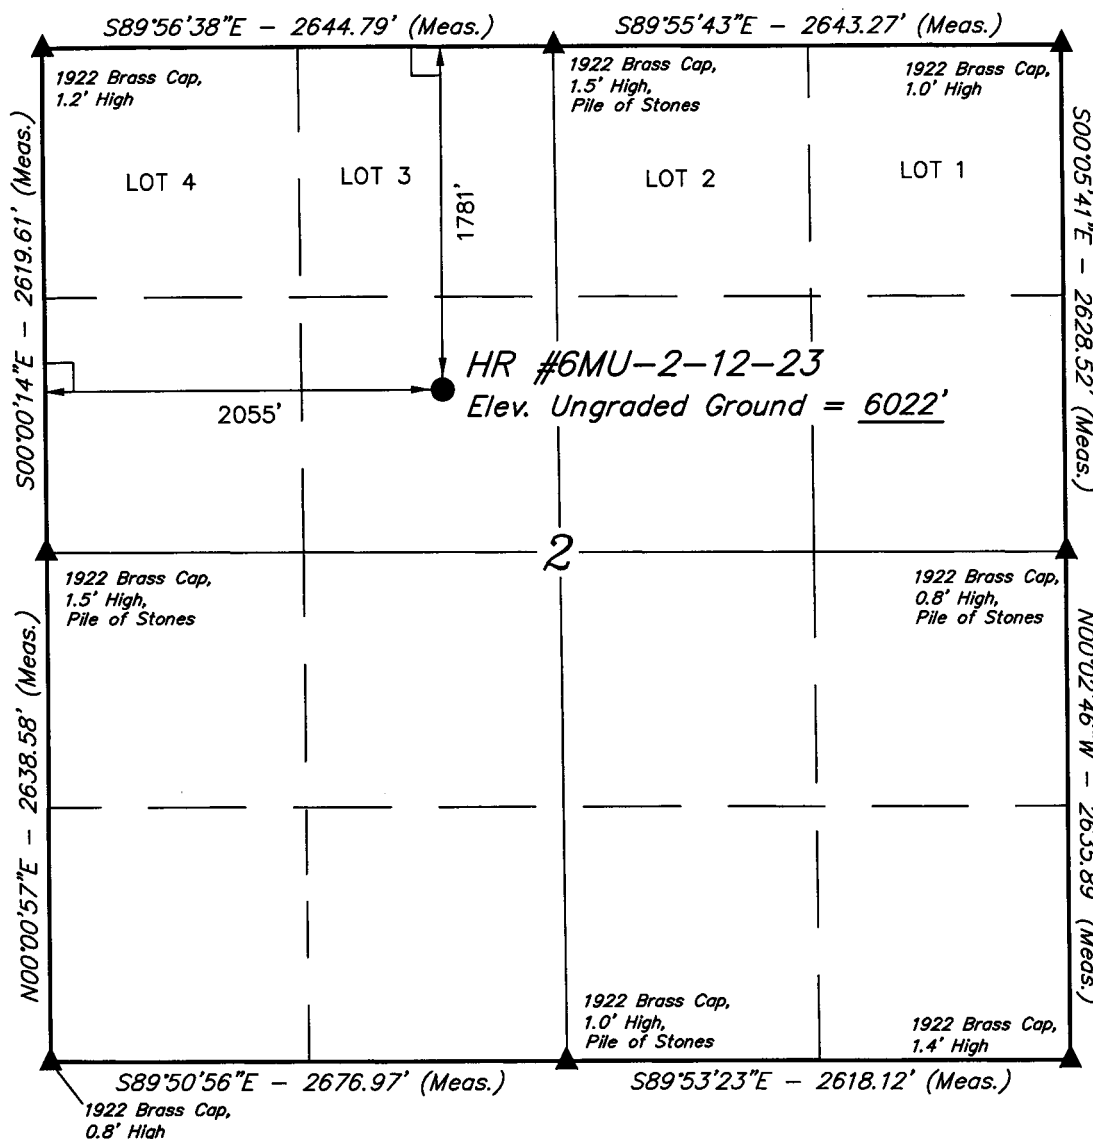 S89°56'38"E - 2644.79' (Meas.)
S89°55'43"E - 2643.27' (Meas.)
1922 Brass Cap,
1.2' High
1922 Brass Cap,
1.5' High,
Pile of Stones
1922 Brass Cap,
1.0' High
LOT 4
LOT 3
LOT 2
LOT 1
1781'
S00°00'14"E - 2619.61' (Meas.)
S00°05'41"E - 2628.52' (Meas.)
HR #6MU-2-12-23
Elev. Ungraded Ground = 6022'
2055'
2
1922 Brass Cap,
1.5' High,
Pile of Stones
1922 Brass Cap,
0.8' High,
Pile of Stones
N00°00'57"E - 2638.58' (Meas.)
N00°02'46"W - 2635.89' (Meas.)
1922 Brass Cap,
1.0' High,
Pile of Stones
1922 Brass Cap,
1.4' High
S89°50'56"E - 2676.97' (Meas.)
S89°53'23"E - 2618.12' (Meas.)
1922 Brass Cap,
0.8' High